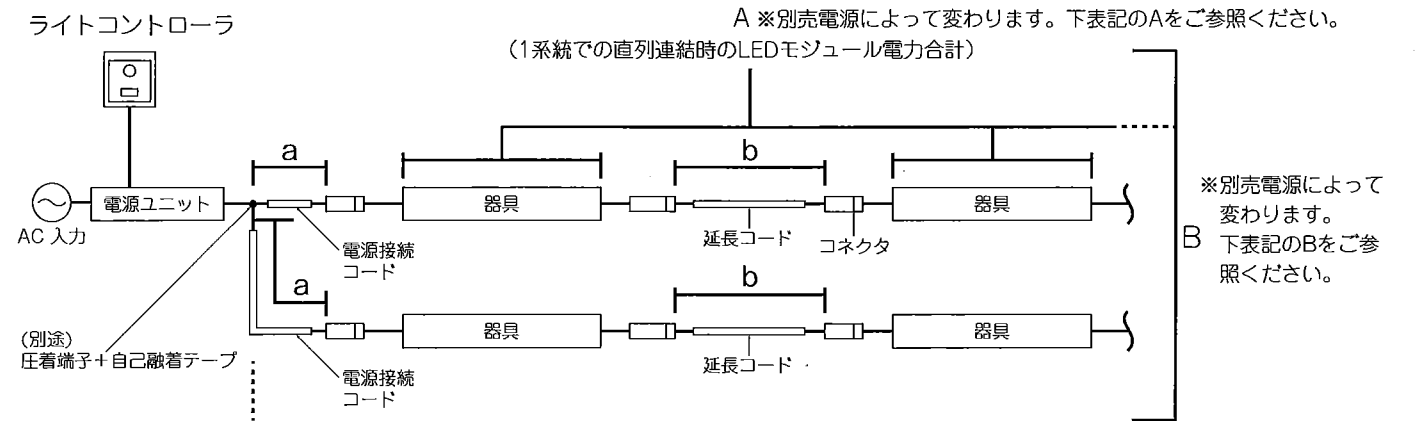 ライトコントローラ
A ※別売電源によって変わります。下表記のAをご参照ください。
(1系統での直列連結時のLEDモジュール電力合計)
a
b
電源ユニット
器具
器具
AC 入力
電源接続
コード
延長コード
コネクタ
B
※別売電源によって
変わります。
下表記のBをご参
照ください。
a
b
器具
器具
(別途)
圧着端子+自己融着テープ
電源接続
コード
延長コード